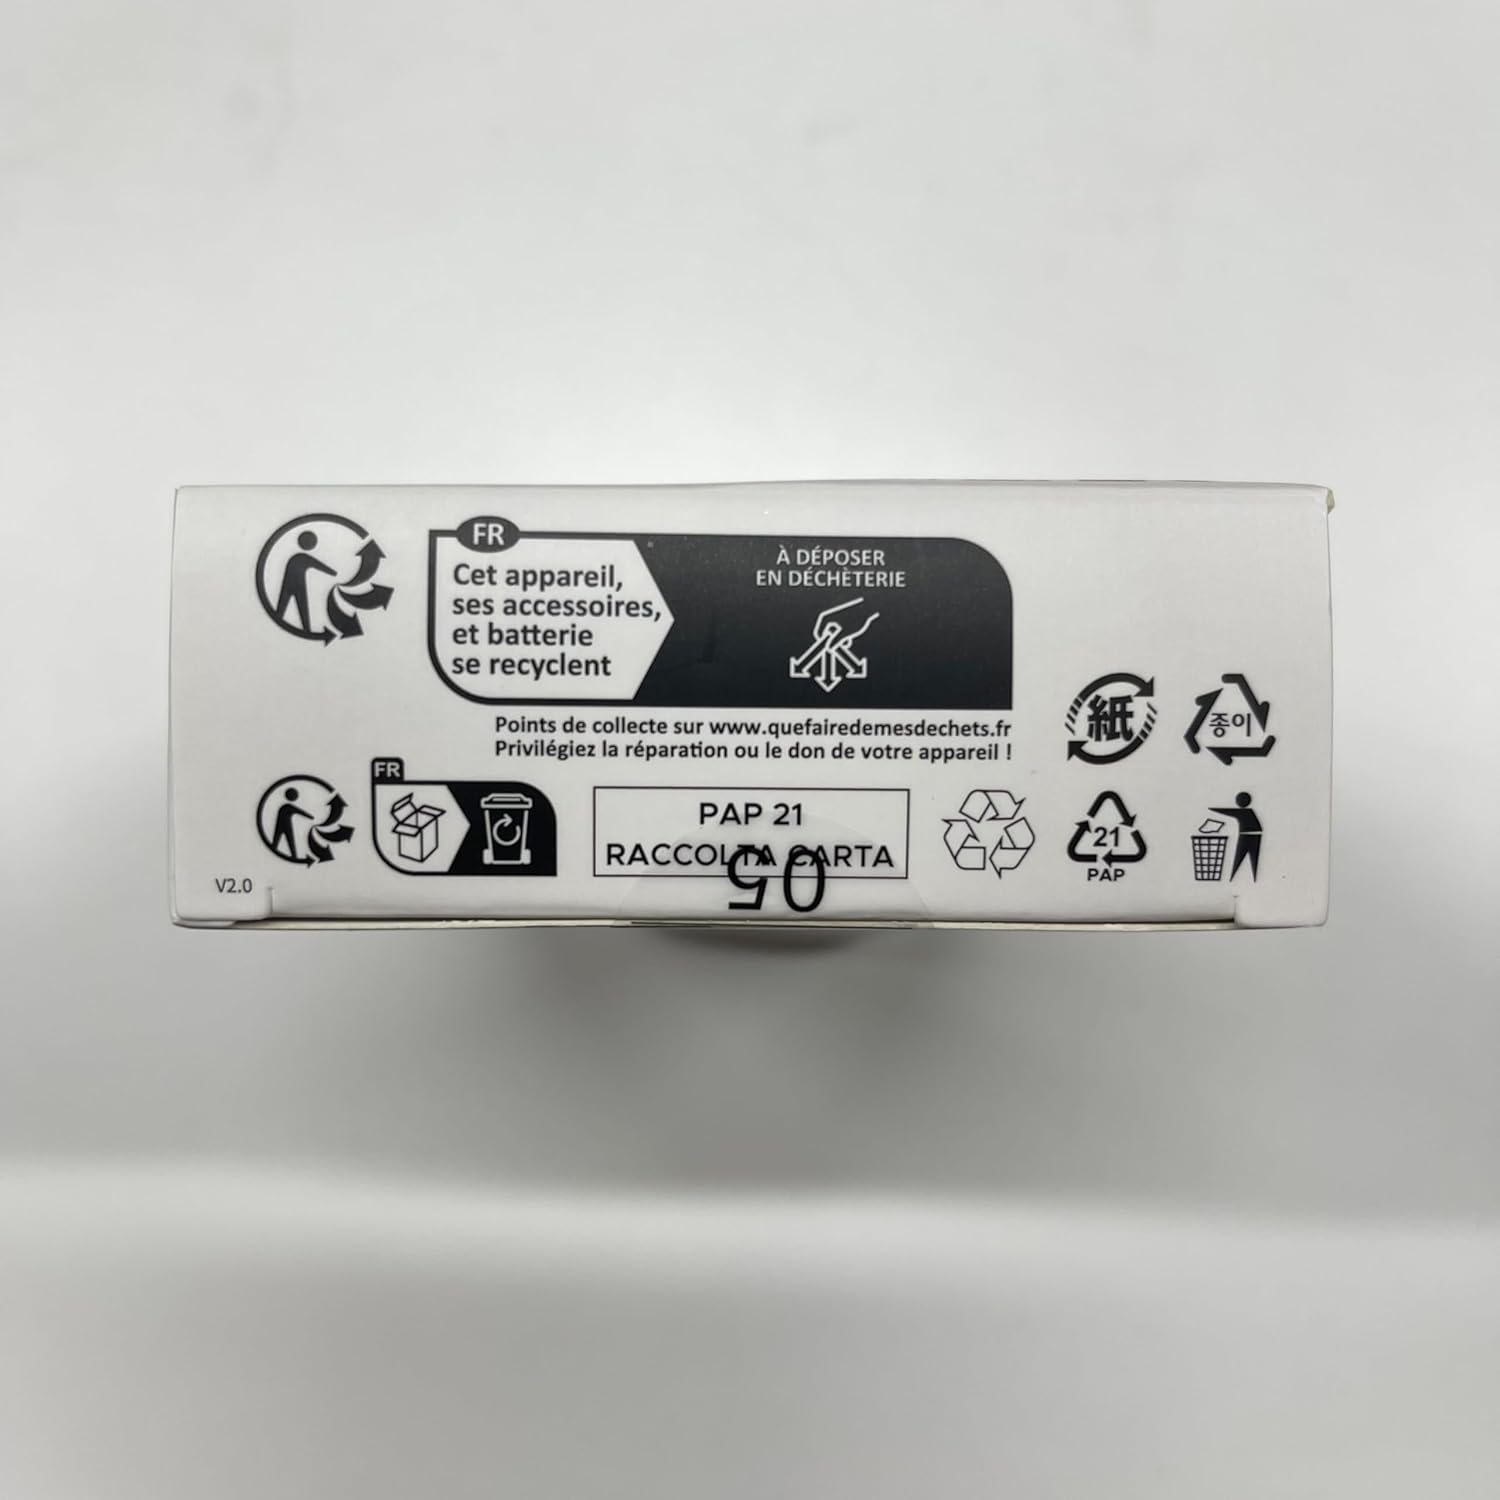 FR
Cet appareil,
ses accessoires,
et batterie
se recyclent
À DÉPOSER
EN DÉCHÈTERIE
Points de collecte sur www.quefairedemesdechets.fr
Privilégiez la réparation ou le don de votre appareil !
紙
종이
FR
PAP 21
RACCOLTA CARTA
05
21
PAP
V2.0